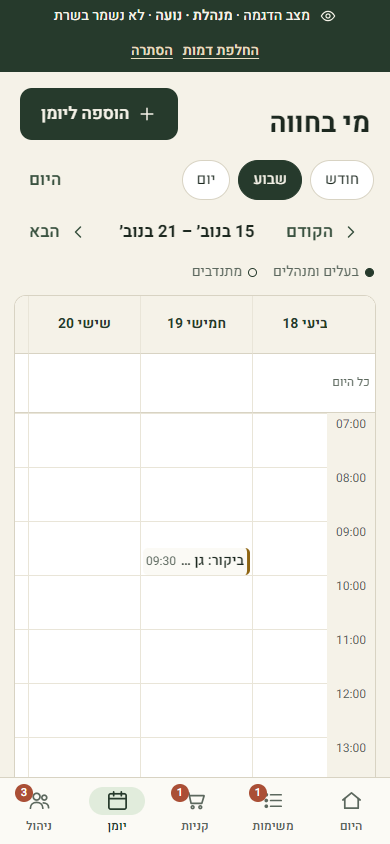 מצב הדגמה · מנהלת · נועה · לא נשמר בשרת
החלפת דמות הסתרה
מי בחווה
+ הוספה ליומן
חודש שבוע יום היום
הקודם 15 בנוב׳ – 21 בנוב׳ הבא
בעלים ומנהלים מתנדבים
ביעי 18 חמישי 19 שישי 20
כל היום
07:00
08:00
09:00
ביקור: גן ... 09:30
10:00
11:00
12:00
13:00
1 1 3
היום משימות קניות יומן ניהול